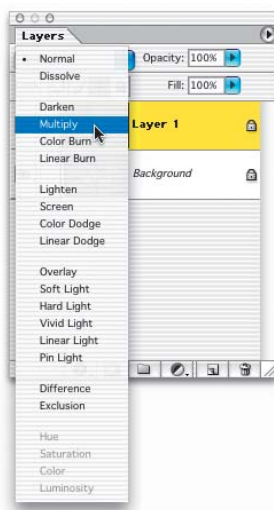 Layers
Normal
Opacity: 100%
Dissolve
Fill: 100%
Darken
Multiply
Layer 1
Color Burn
Linear Burn
Lighten
Background
Screen
Color Dodge
Linear Dodge
Overlay
Soft Light
Hard Light
Vivid Light
Linear Light
Pin Light
Difference
Exclusion
Hue
Saturation
Color
Luminosity